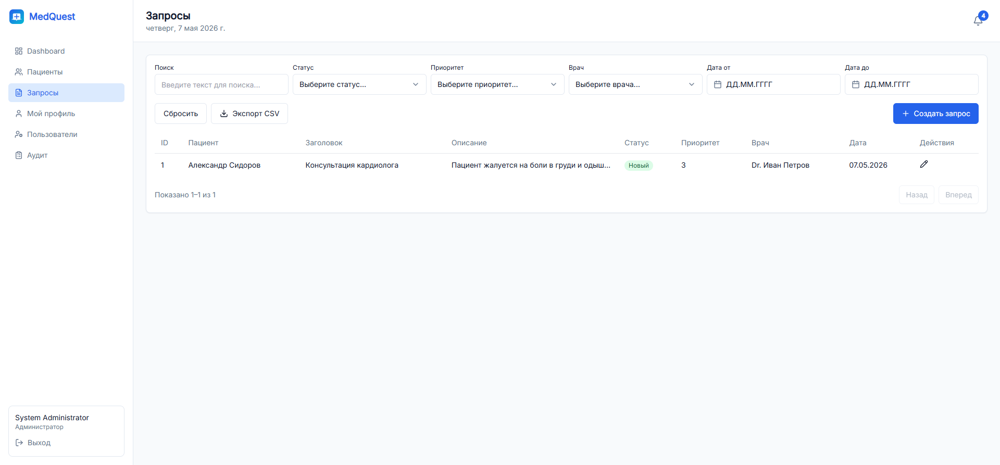 MedQuest
Dashboard
Пациенты
Запросы
Мой профиль
Пользователи
Аудит
System Administrator
Администратор
Выход
Запросы
четверг, 7 мая 2026 г.
4
Поиск Статус Приоритет Врач Дата от Дата до
Введите текст для поиска... Выберите статус... Выберите приоритет... Выберите врача... ДД.ММ.ГГГГ ДД.ММ.ГГГГ
Сбросить Экспорт CSV Создать запрос
ID Пациент Заголовок Описание Статус Приоритет Врач Дата Действия
1 Александр Сидоров Консультация кардиолога Пациент жалуется на боли в груди и одыш... Новый 3 Dr. Иван Петров 07.05.2026
Показано 1–1 из 1 Назад Вперед